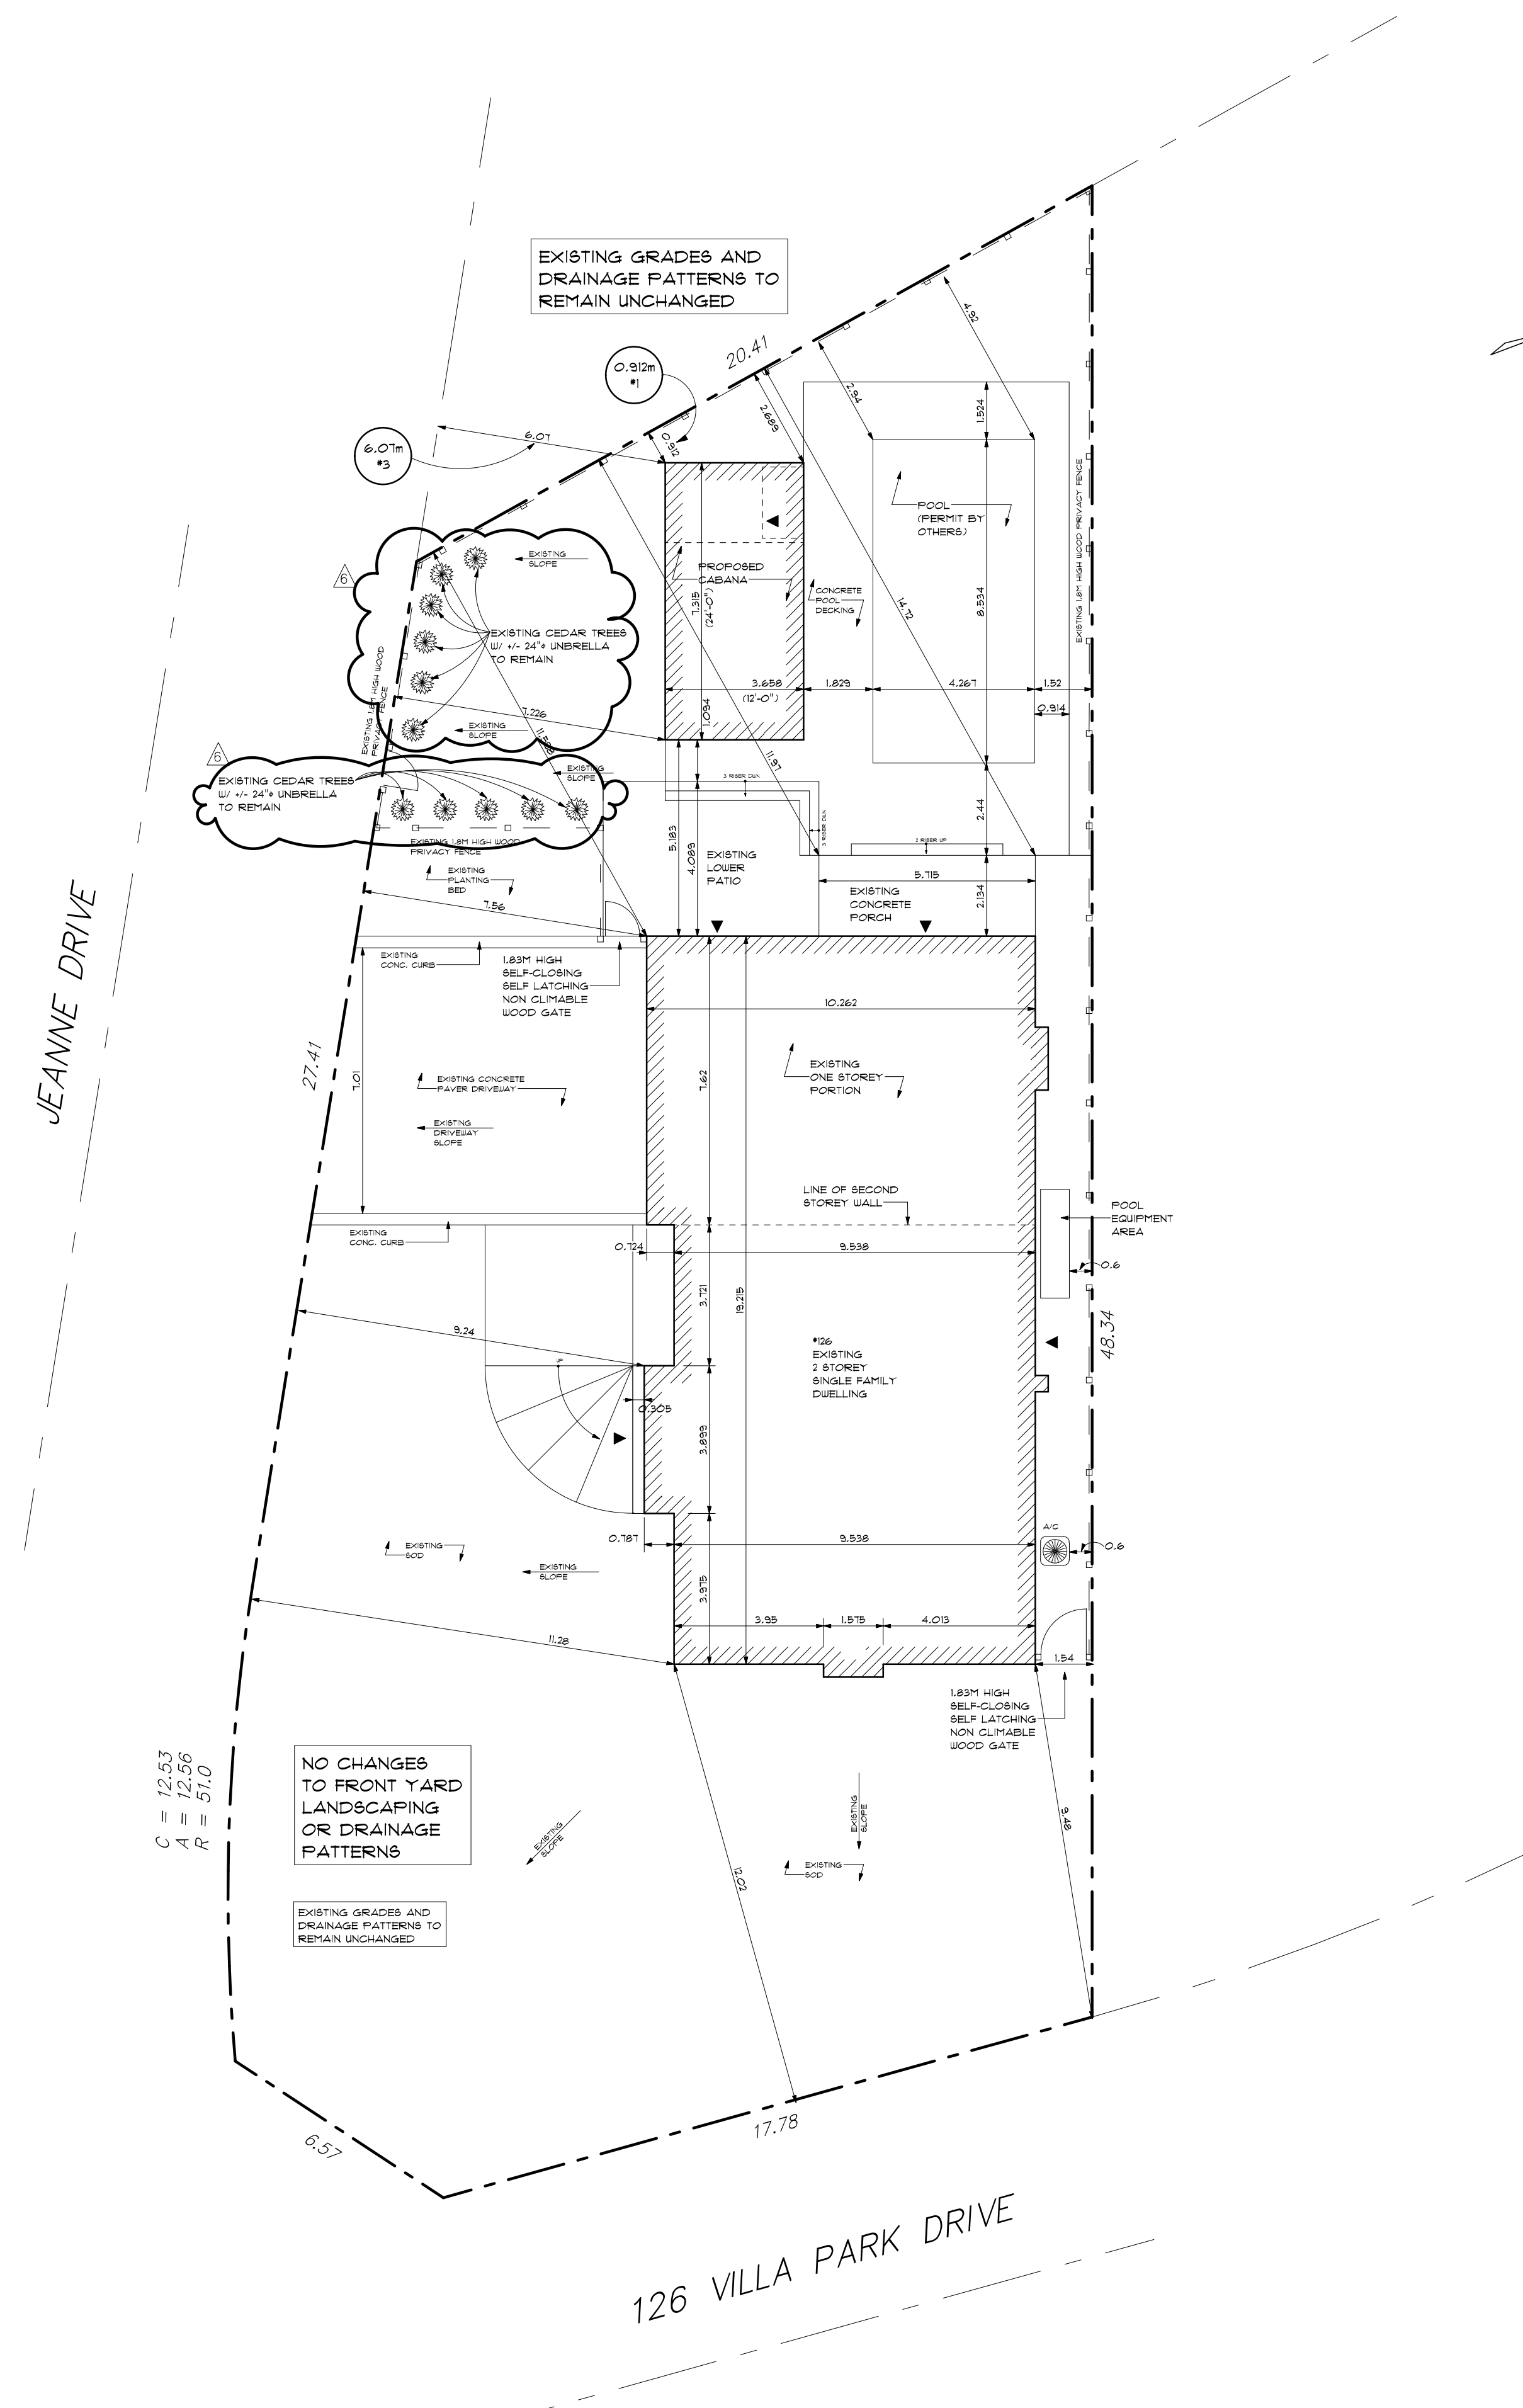 EXISTING GRADES AND
DRAINAGE PATTERNS TO
REMAIN UNCHANGED
20.41
4.92
0.912m
#1
2.94
2.689
1.524
6.07
6.07m
#3
0.912
EXISTING 1.8M HIGH WOOD PRIVACY FENCE
POOL
(PERMIT BY
OTHERS)
EXISTING
SLOPE
6
PROPOSED
CABANA
7.315
(24'-0")
CONCRETE
POOL
DECKING
14.72
8.534
EXISTING CEDAR TREES
W/ +/- 24"ø UNBRELLA
TO REMAIN
EXISTING 1.8M HIGH WOOD
PRIVACY FENCE
3.658
(12'-0")
1.829
4.267
1.52
0.914
1.094
7.226
EXISTING
SLOPE
11.97
6
EXISTING CEDAR TREES
W/ +/- 24"ø UNBRELLA
TO REMAIN
EXISTING
SLOPE
3 RISER DWN
3 RISER DWN
2.44
5.183
4.089
EXISTING 1.8M HIGH WOOD
PRIVACY FENCE
EXISTING
LOWER
PATIO
EXISTING
PLANTING
BED
5.715
2.134
EXISTING
CONCRETE
PORCH
7.56
JEANNE DRIVE
EXISTING
CONC. CURB
1.83M HIGH
SELF-CLOSING
SELF LATCHING
NON CLIMABLE
WOOD GATE
10.262
27.41
7.01
EXISTING CONCRETE
PAVER DRIVEWAY
7.62
EXISTING
ONE STOREY
PORTION
EXISTING
DRIVEWAY
SLOPE
LINE OF SECOND
STOREY WALL
POOL
EQUIPMENT
AREA
EXISTING
CONC. CURB
0.724
9.538
0.6
3.721
19.215
48.34
9.24
UP
#126
EXISTING
2 STOREY
SINGLE FAMILY
DWELLING
0.305
3.899
0.787
9.538
A/C
0.6
EXISTING
SOD
EXISTING
SLOPE
3.975
3.95
1.575
4.013
11.28
1.54
1.83M HIGH
SELF-CLOSING
SELF LATCHING
NON CLIMABLE
WOOD GATE
C = 12.53
A = 12.56
R = 51.0
NO CHANGES
TO FRONT YARD
LANDSCAPING
OR DRAINAGE
PATTERNS
EXISTING
SLOPE
EXISTING
SLOPE
9.48
12.02
EXISTING
SOD
EXISTING GRADES AND
DRAINAGE PATTERNS TO
REMAIN UNCHANGED
6.57
17.78
126 VILLA PARK DRIVE